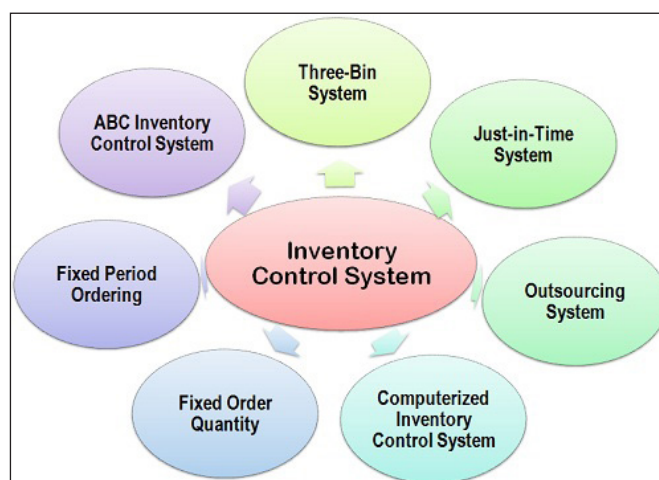 Three-Bin
System
ABC Inventory
Control System
Just-in-Time
System
Inventory
Control System
Fixed Period
Ordering
Outsourcing
System
Fixed Order
Quantity
Computerized
Inventory
Control System